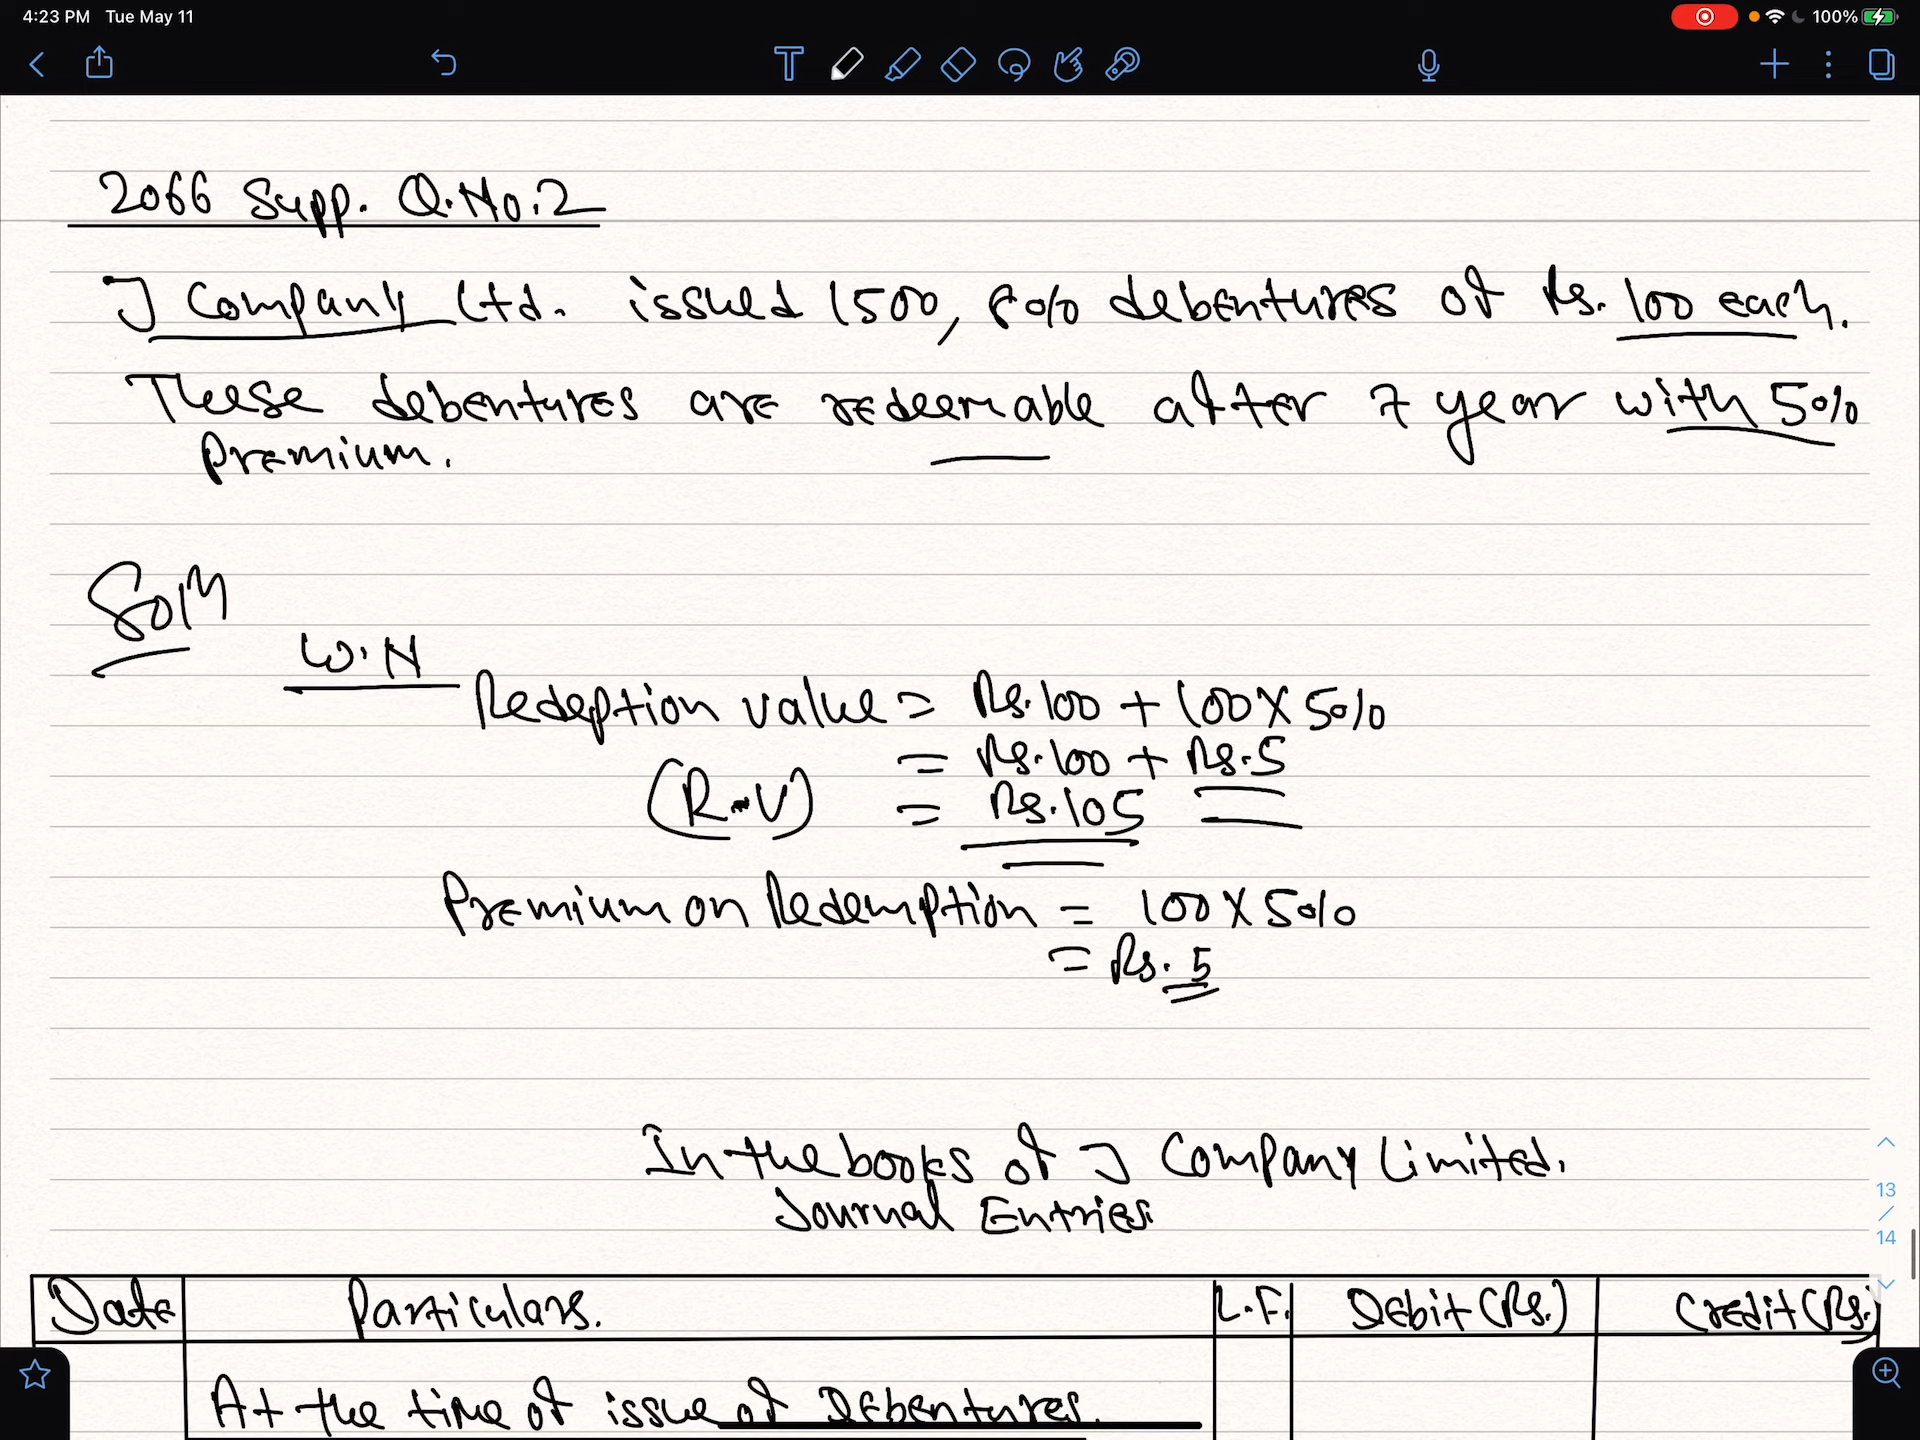 4:23 PM Tue May 11
100%
2066 Supp. Q.No.2
J Company Ltd. issued 1500, 8% debentures of Rs. 100 each.
These debentures are redeemable after 7 year with 5%
premium.
Soln
W.N
Redeption value = Rs.100 + 100 X 5%
= Rs.100 + Rs.5
(R.V) = Rs.105
Premium on Redemption = 100 X 5%
= Rs. 5
In the books of J Company Limited.
Journal Entries
13
/
14
Date Particulars. L.F. Debit (Rs.) Credit (Rs.)
At the time of issue of Debentures.